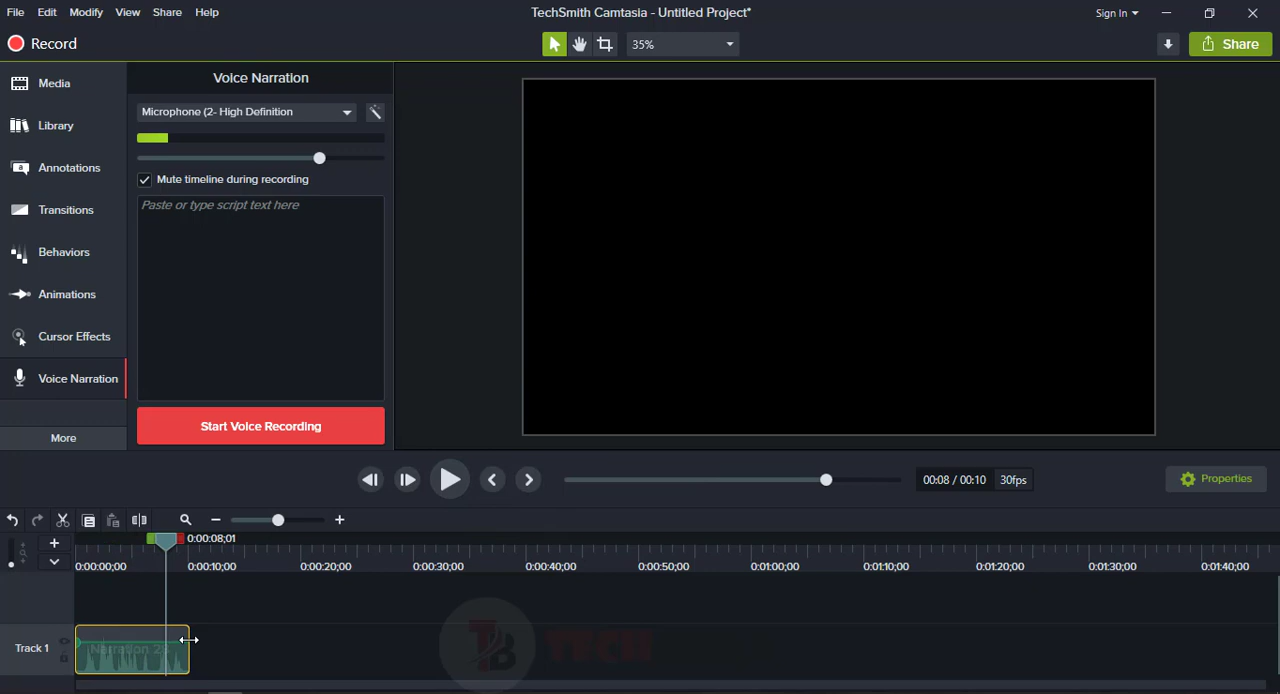 File Edit Modify View Share Help
TechSmith Camtasia - Untitled Project*
Sign In
Record
35%
Share
Media
Library
Annotations
Transitions
Behaviors
Animations
Cursor Effects
Voice Narration
More
Voice Narration
Microphone (2- High Definition
Mute timeline during recording
Paste or type script text here
Start Voice Recording
00:08 / 00:10
30fps
Properties
0:00:08;01
0:00:00;00 0:00:10;00 0:00:20;00 0:00:30;00 0:00:40;00 0:00:50;00 0:01:00;00 0:01:10;00 0:01:20;00 0:01:30;00 0:01:40;00
Track 1
Narration
TB TECH